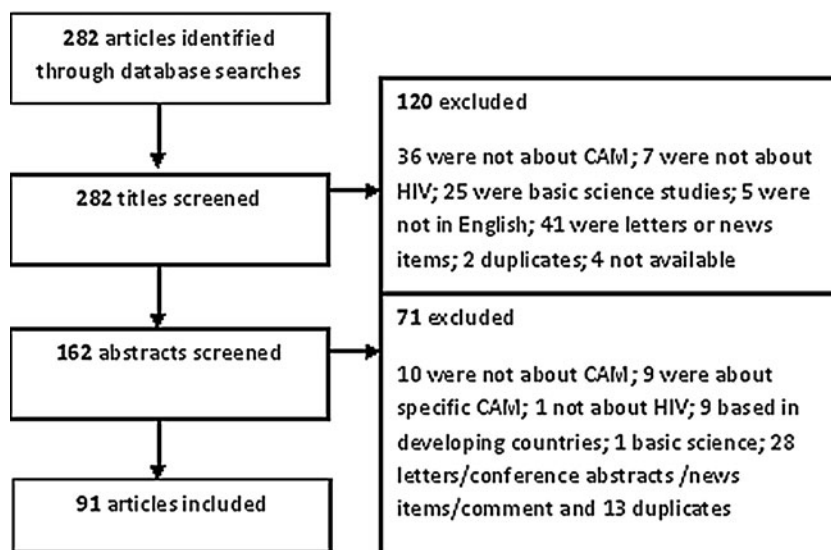 282 articles identified
through database searches
120 excluded
36 were not about CAM; 7 were not about
HIV; 25 were basic science studies; 5 were
not in English; 41 were letters or news
items; 2 duplicates; 4 not available
282 titles screened
71 excluded
10 were not about CAM; 9 were about
specific CAM; 1 not about HIV; 9 based in
developing countries; 1 basic science; 28
letters/conference abstracts /news
items/comment and 13 duplicates
162 abstracts screened
91 articles included